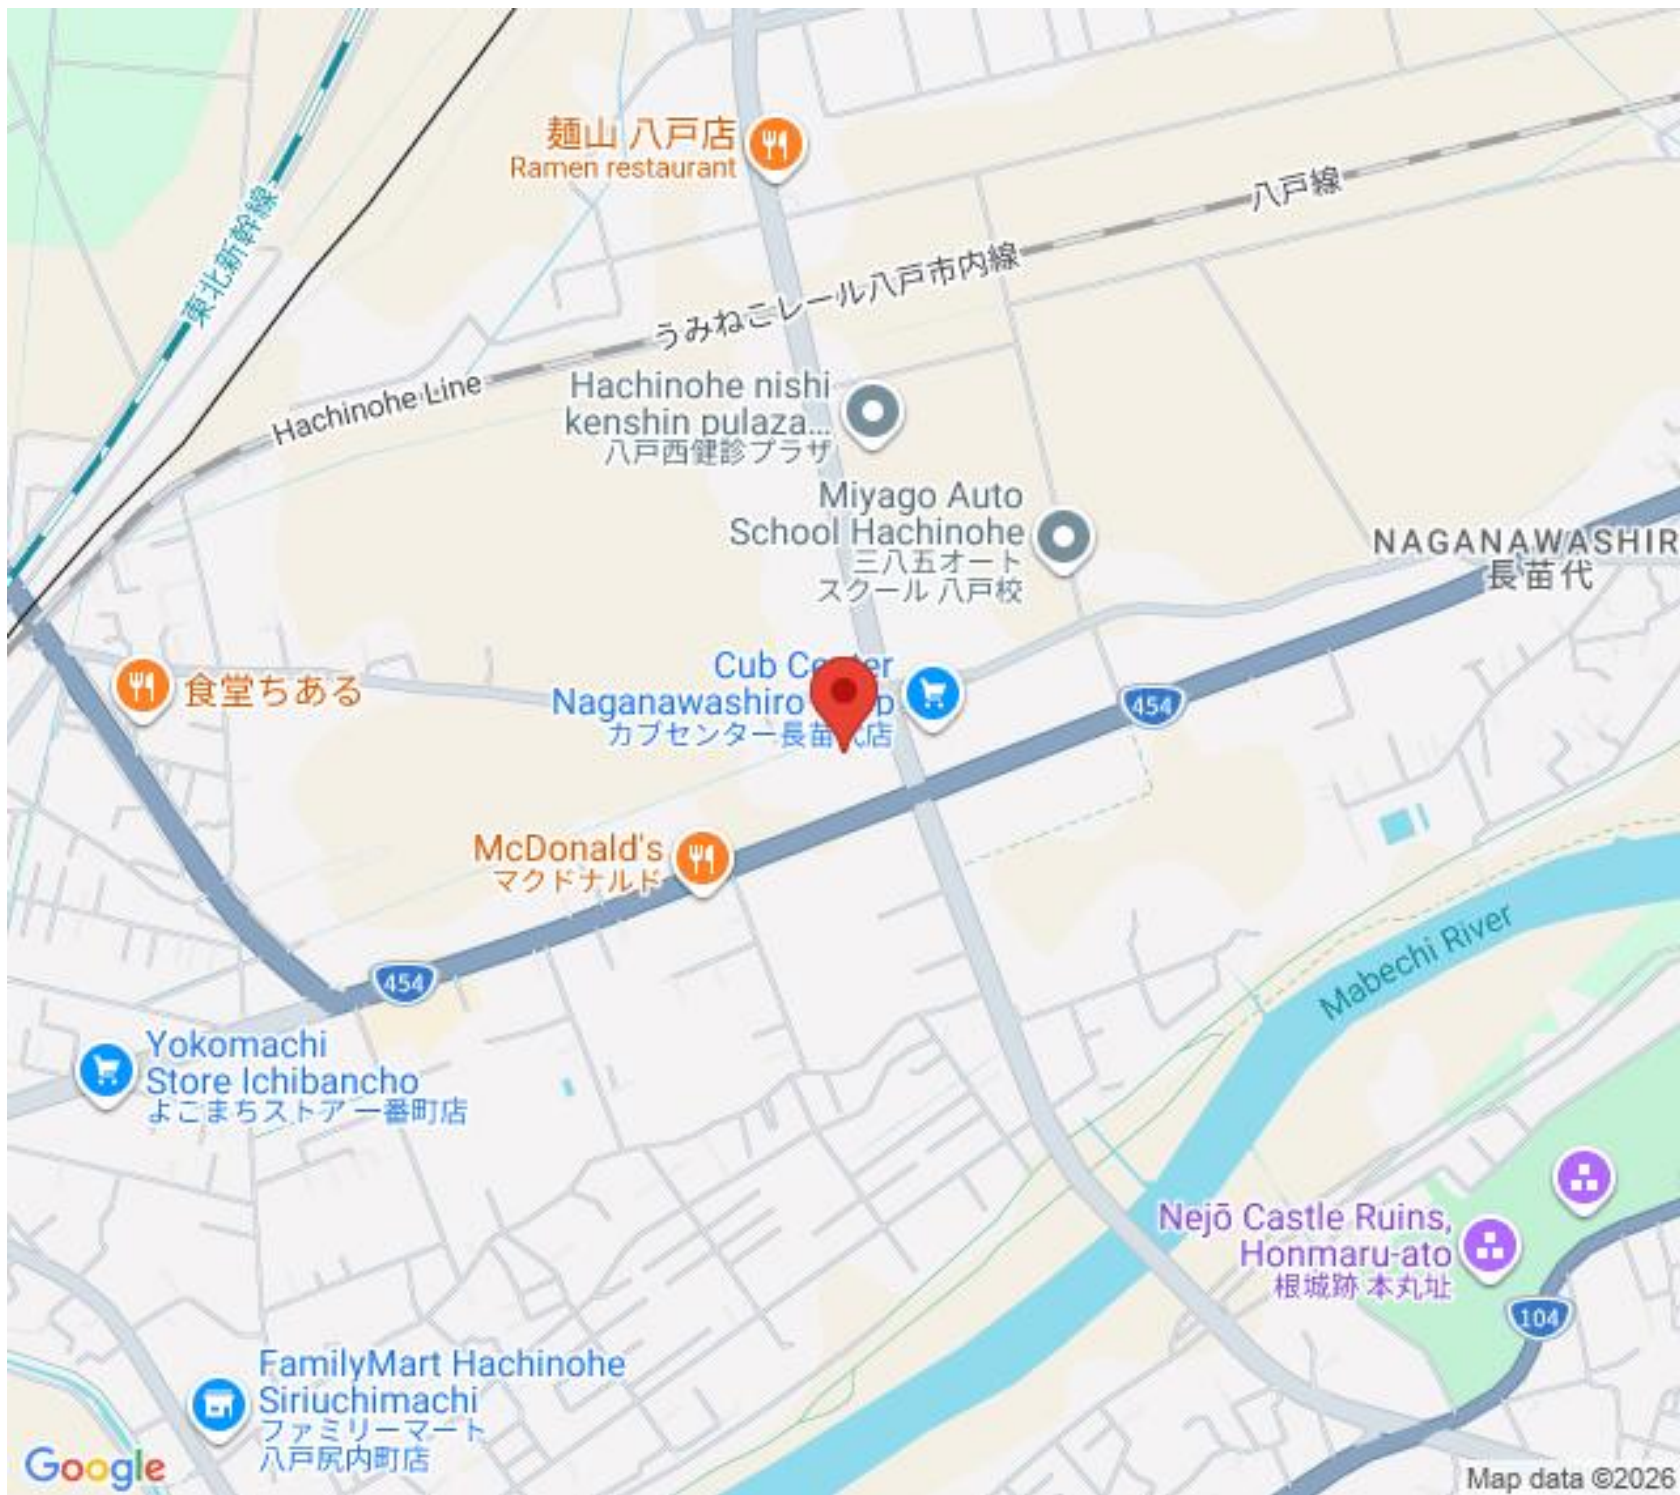 麺山 八戸店
Ramen restaurant
八戸線
東北新幹線
うみねこレール八戸市内線
Hachinohe Line
Hachinohe nishi
kenshin pulaza...
八戸西健診プラザ
Miyago Auto
School Hachinohe
三八五オート
スクール 八戸校
NAGANAWASHIR
長苗代
食堂ちある
Cub Center
Naganawashiro
カブセンター長苗代店
454
McDonald's
マクドナルド
454
Mabechi River
Yokomachi
Store Ichibancho
よこまちストア 一番町店
Nejō Castle Ruins,
Honmaru-ato
根城跡 本丸址
104
FamilyMart Hachinohe
Siriuchimachi
ファミリーマート
八戸尻内町店
Google
Map data ©2026